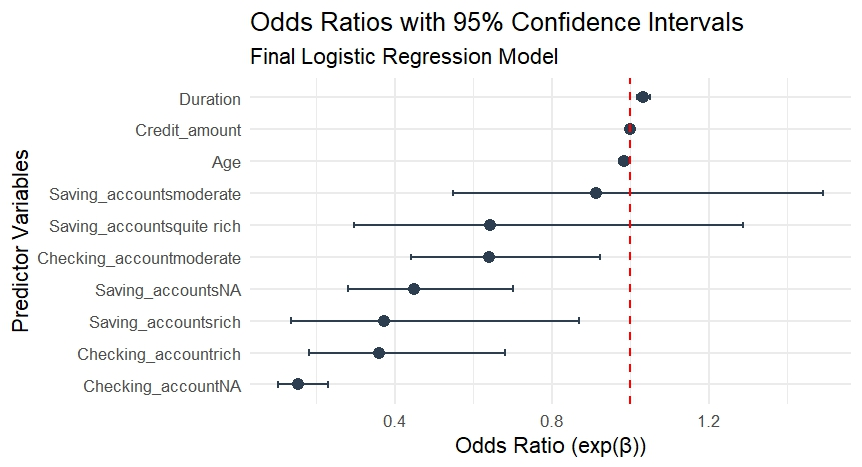 Odds Ratios with 95% Confidence Intervals
Final Logistic Regression Model
Predictor Variables
Duration
Credit_amount
Age
Saving_accountsmoderate
Saving_accountsquite rich
Checking_accountmoderate
Saving_accountsNA
Saving_accountsrich
Checking_accountrich
Checking_accountNA
0.4 0.8 1.2
Odds Ratio (exp(β))